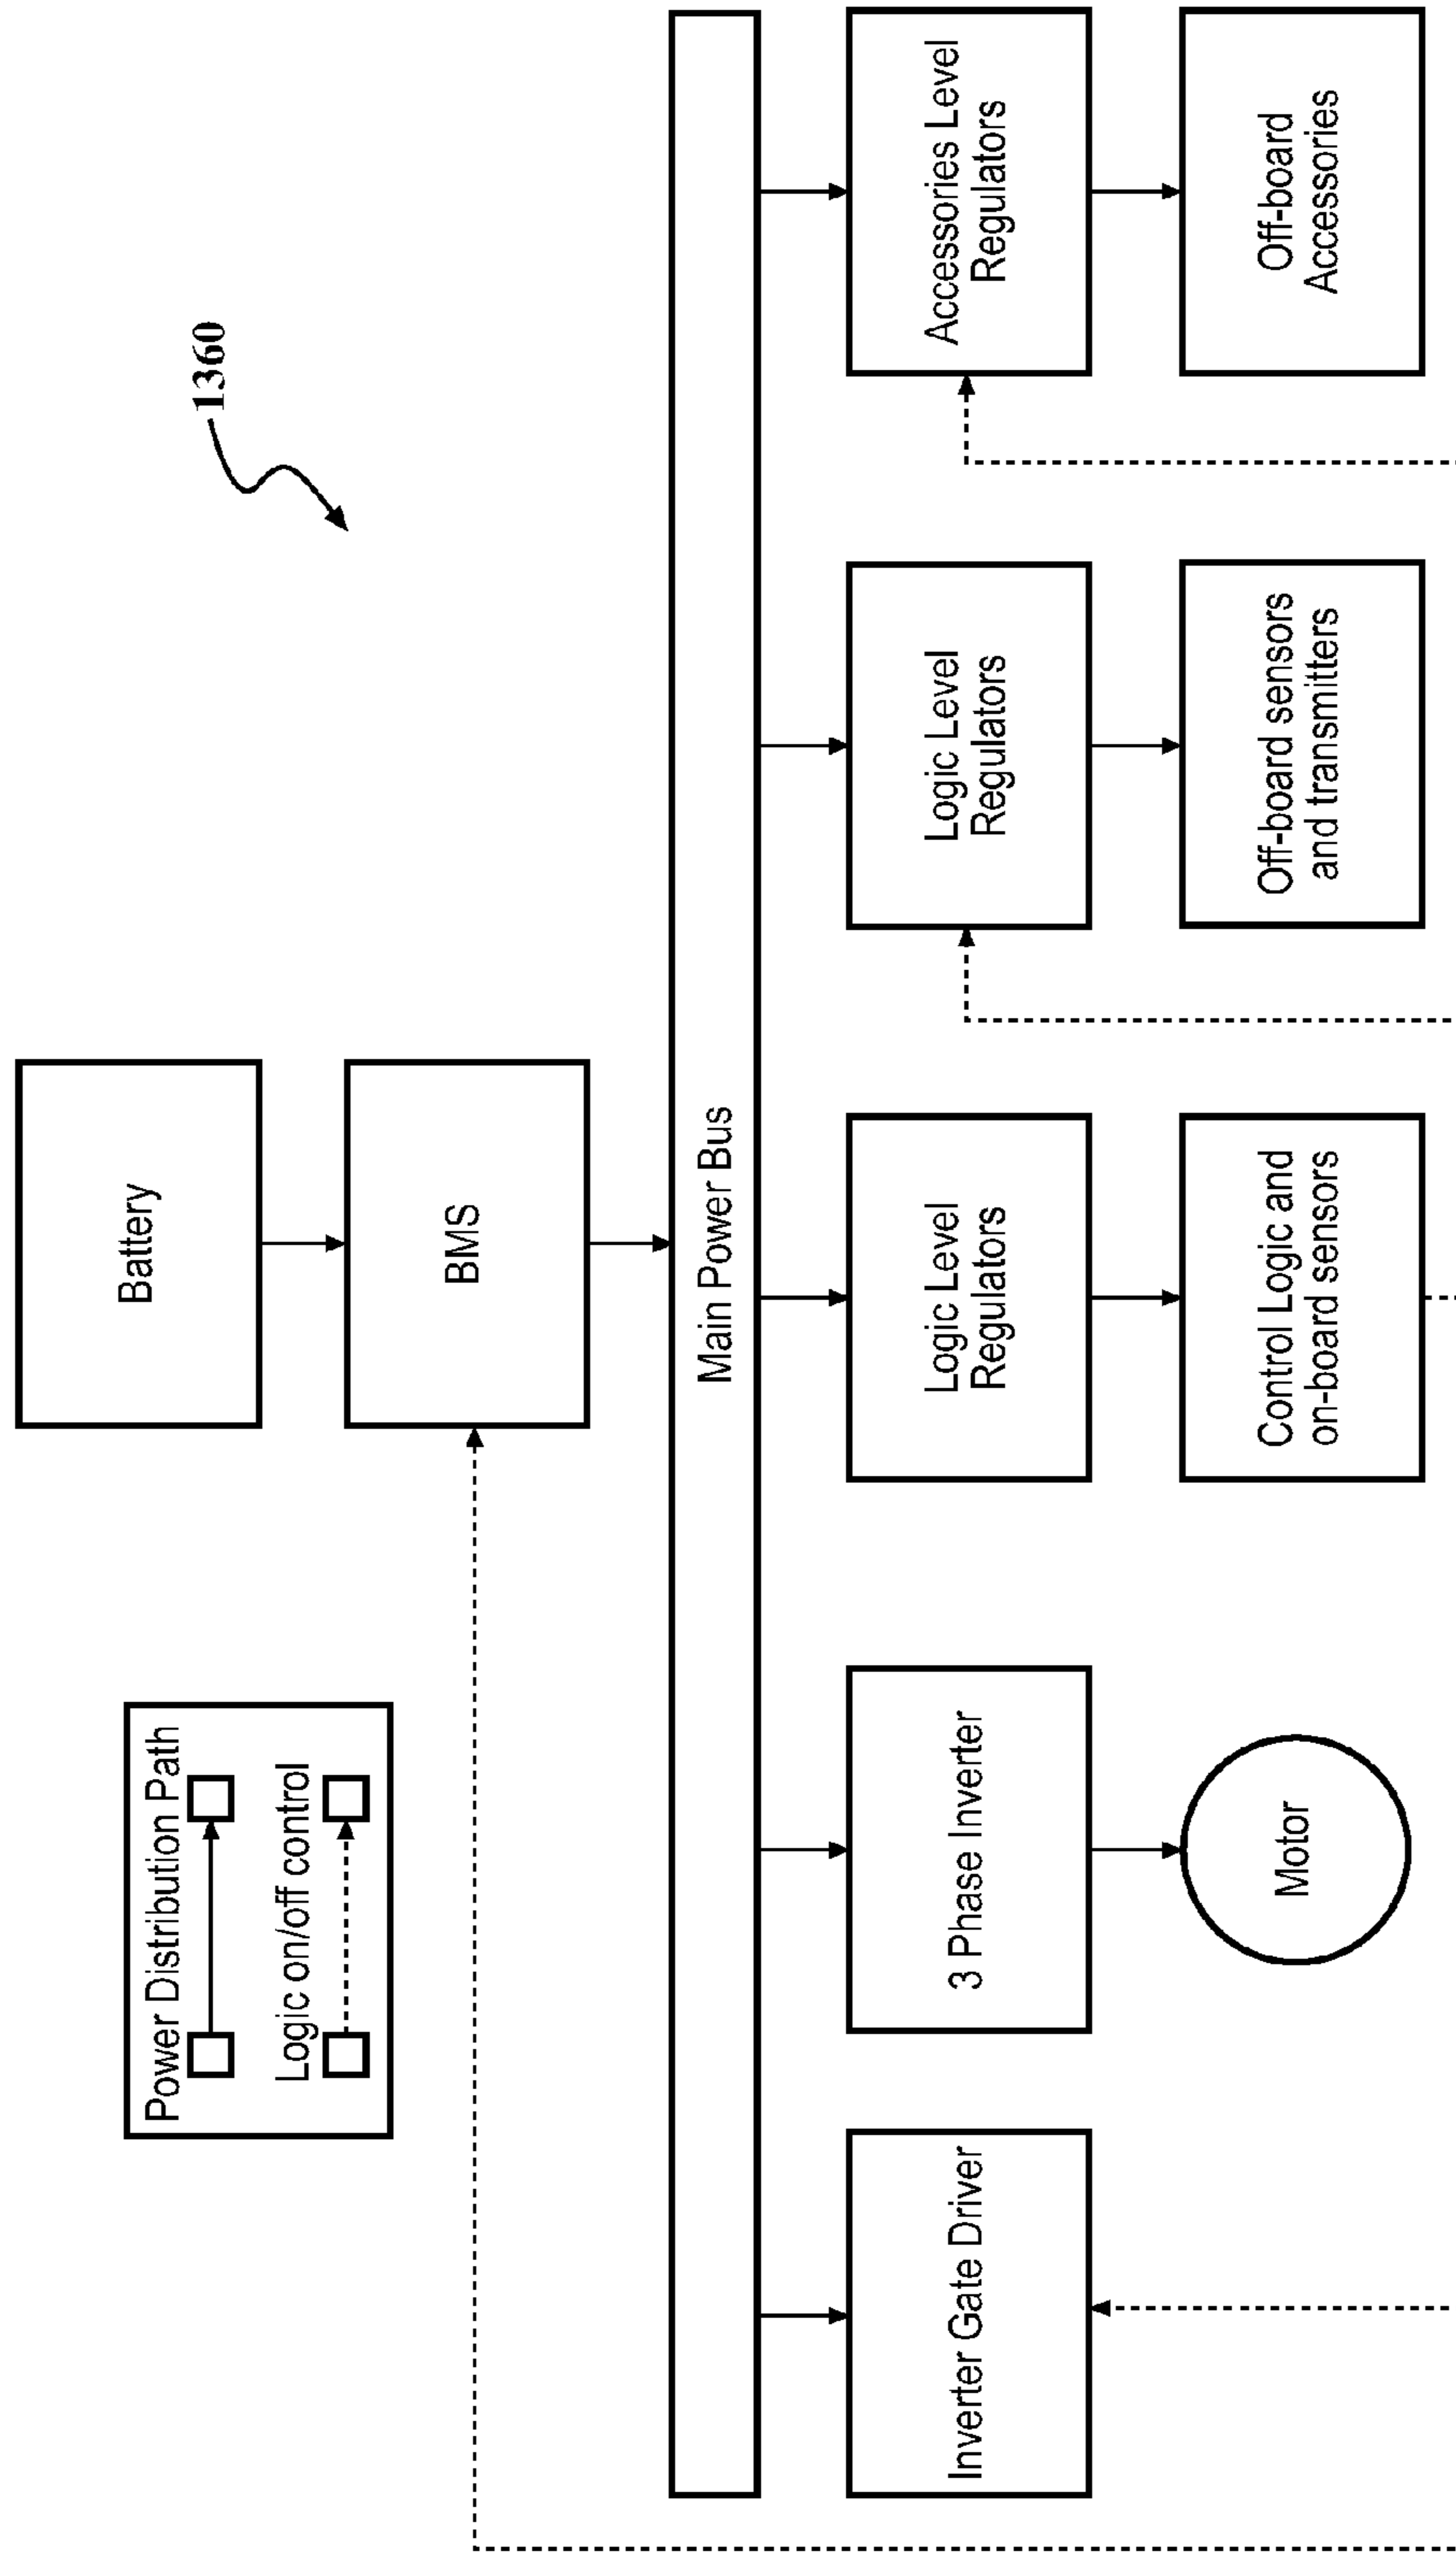 1360
Power Distribution Path
Logic on/off control
Battery
BMS
Main Power Bus
Inverter Gate Driver
3 Phase Inverter
Logic Level
Regulators
Logic Level
Regulators
Accessories Level
Regulators
Motor
Control Logic and
on-board sensors
Off-board sensors
and transmitters
Off-board
Accessories